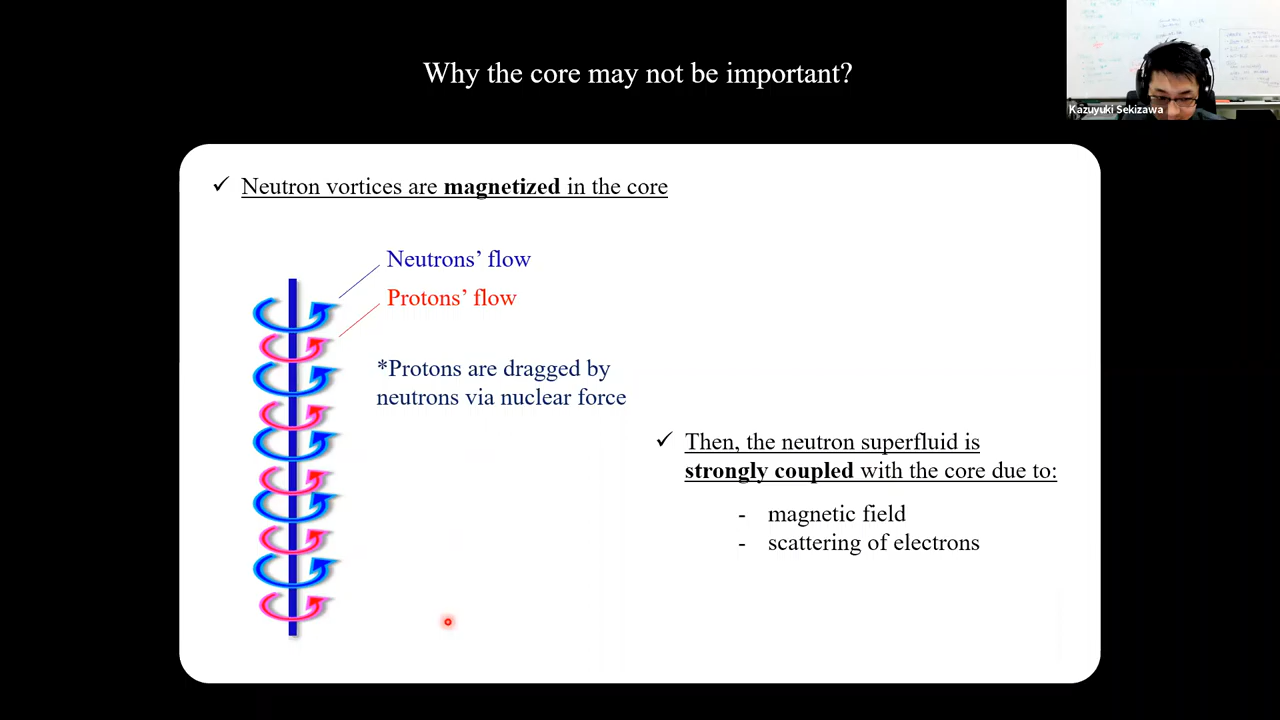 Why the core may not be important?
Kazuyuki Sekizawa
✓ Neutron vortices are magnetized in the core
Neutrons’ flow
Protons’ flow
*Protons are dragged by
neutrons via nuclear force
✓ Then, the neutron superfluid is
strongly coupled with the core due to:
- magnetic field
- scattering of electrons